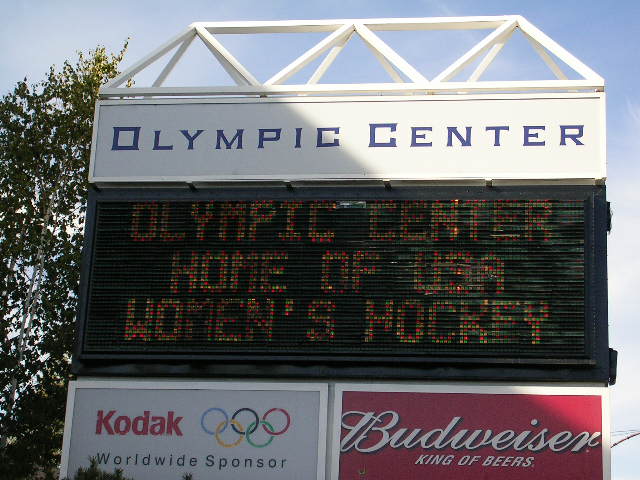 OLYMPIC CENTER
OLYMPIC CENTER
HOME OF USA
WOMEN'S HOCKEY
Kodak
Worldwide Sponsor
Budweiser
KING OF BEERS.